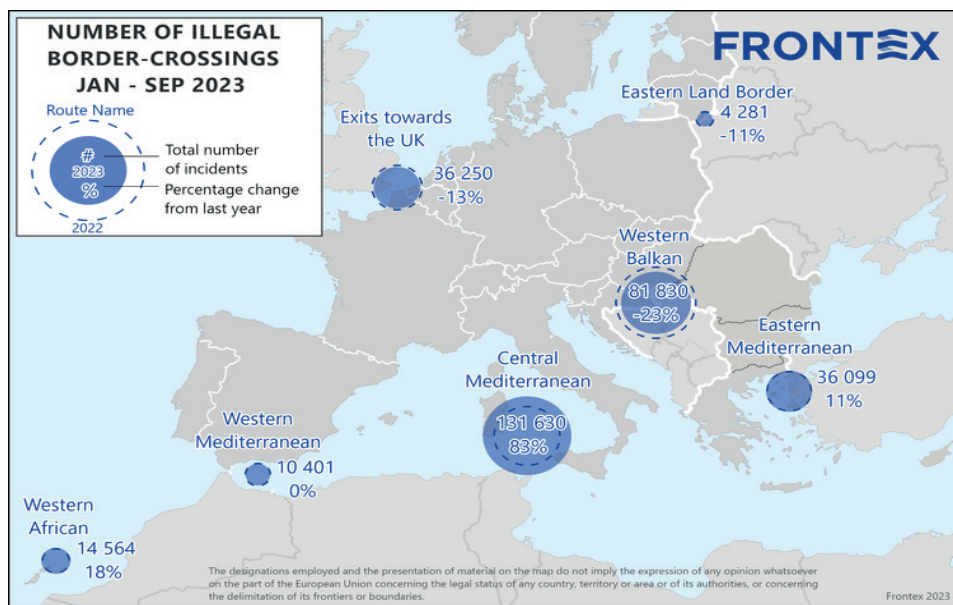 NUMBER OF ILLEGAL
BORDER-CROSSINGS
JAN - SEP 2023
Route Name
#
2023
%
Total number
of incidents
Percentage change
from last year
2022
FRONTEX
Eastern Land Border
4 281
-11%
Exits towards
the UK
36 250
-13%
Western
Balkan
81 830
-23%
Eastern
Mediterranean
36 099
11%
Central
Mediterranean
131 630
83%
Western
Mediterranean
10 401
0%
Western
African
14 564
18%
The designations employed and the presentation of material on the map do not imply the expression of any opinion whatsoever
on the part of the European Union concerning the legal status of any country, territory or area or of its authorities, or concerning
the delimitation of its frontiers or boundaries.
Frontex 2023